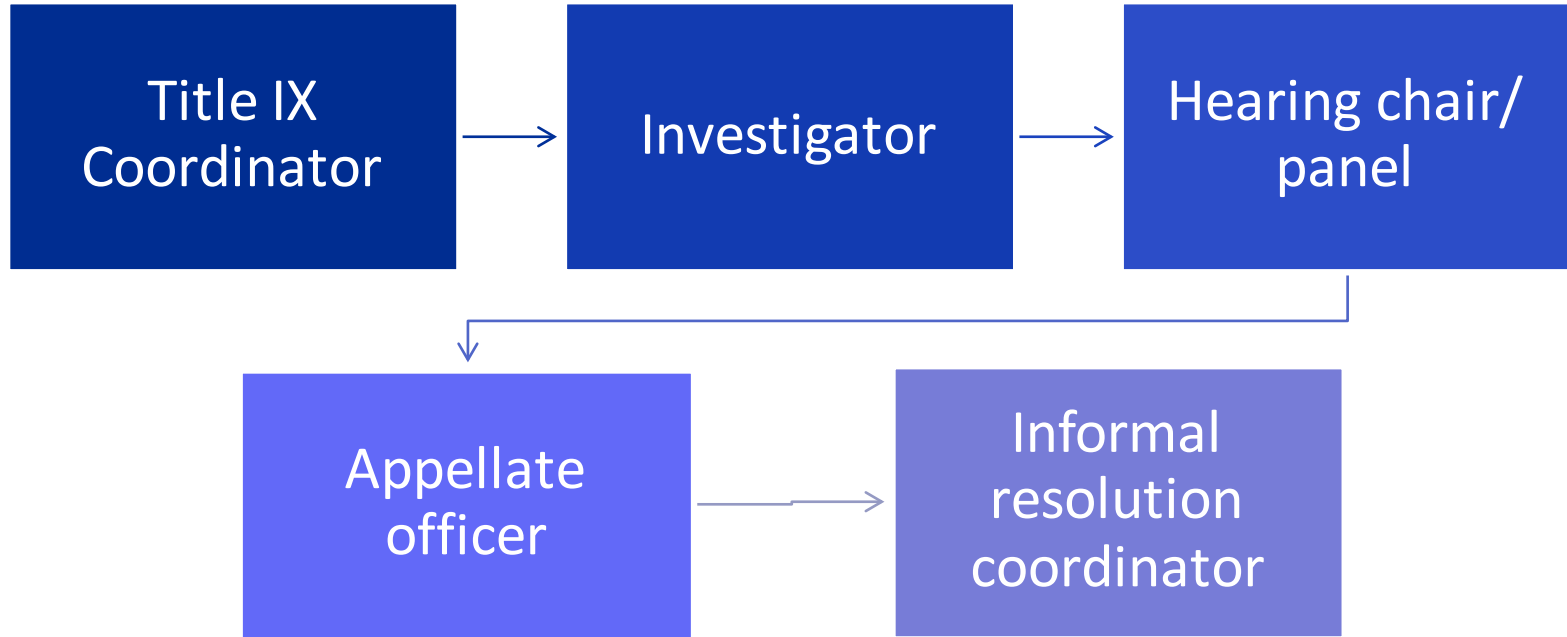 Title IX
Coordinator
Investigator
Hearing chair/
panel
Appellate
officer
Informal
resolution
coordinator